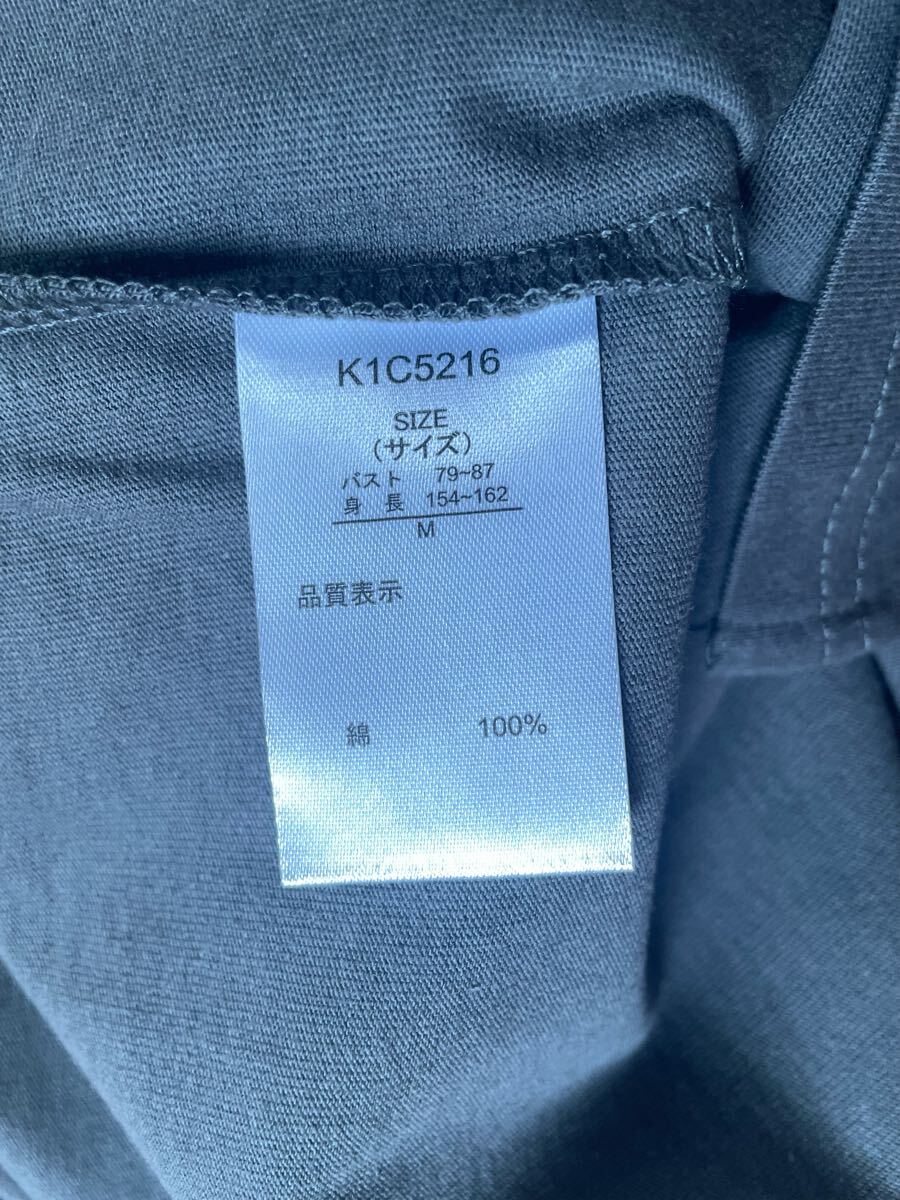 K1C5216
SIZE
(サイズ)
バスト 79~87
身 長 154~162
M
品質表示
綿 100%